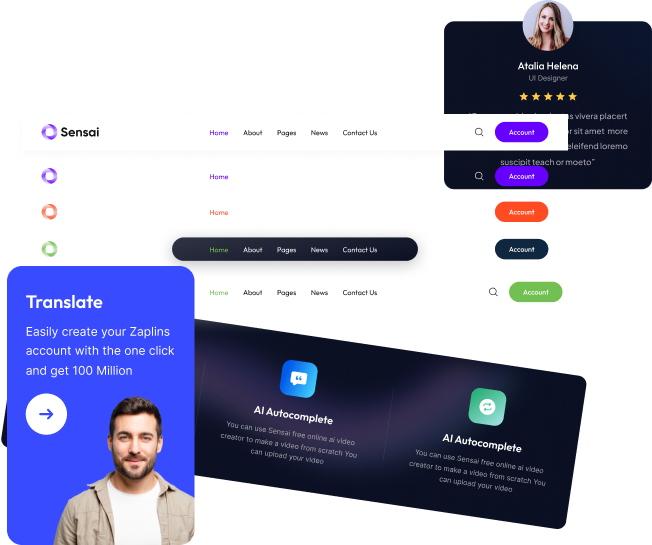 Atalia Helena
UI Designer
s vivera placert
Sensai
Home About Pages News Contact Us
Account
or sit amet more
eleifend loremo
suscipit teach or moeto"
Home
Account
Home
Account
Home About Pages News Contact Us
Account
Home About Pages News Contact Us
Account
Translate
Easily create your Zaplins
account with the one click
and get 100 Million
AI Autocomplete
You can use Sensai free online ai video
creator to make a video from scratch You
can upload your video
AI Autocomplete
You can use Sensai free online ai video
creator to make a video from scratch You
can upload your video